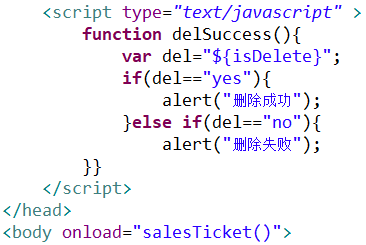 <script type="text/javascript" >
function delSuccess(){
var del="${isDelete}";
if(del=="yes"){
alert("删除成功");
}else if(del=="no"){
alert("删除失败");
}}
</script>
</head>
<body onload="salesTicket()">